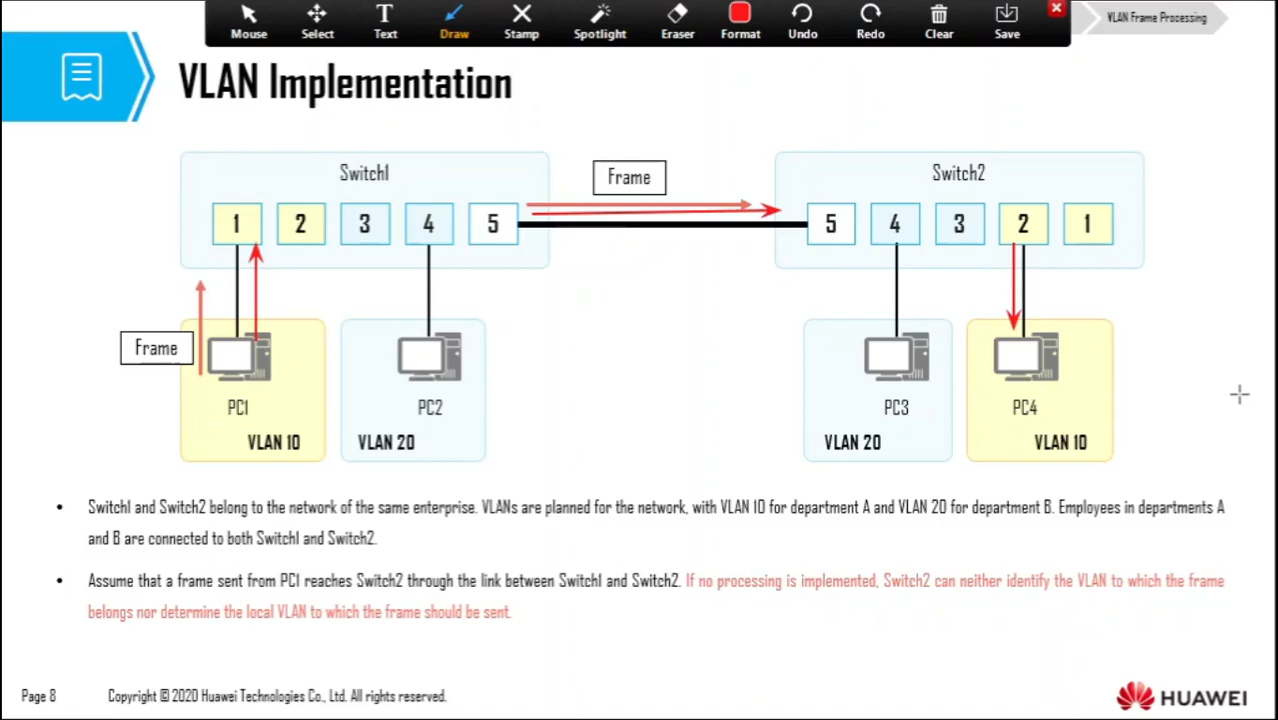 Mouse Select Text Draw Stamp Spotlight Eraser Format Undo Redo Clear Save
VLAN Frame Processing
VLAN Implementation
Switch1
Frame
Switch2
1 2 3 4 5
5 4 3 2 1
Frame
PC1
PC2
PC3
PC4
VLAN 10
VLAN 20
VLAN 20
VLAN 10
• Switch1 and Switch2 belong to the network of the same enterprise. VLANs are planned for the network, with VLAN 10 for department A and VLAN 20 for department B. Employees in departments A
and B are connected to both Switch1 and Switch2.
• Assume that a frame sent from PC1 reaches Switch2 through the link between Switch1 and Switch2. If no processing is implemented, Switch2 can neither identify the VLAN to which the frame
belongs nor determine the local VLAN to which the frame should be sent.
Page 8 Copyright © 2020 Huawei Technologies Co., Ltd. All rights reserved.
HUAWEI